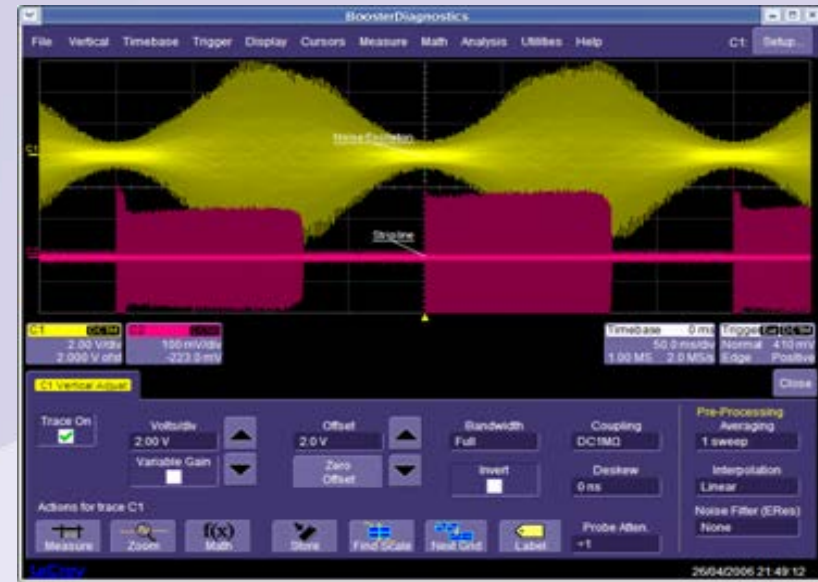 BoosterDiagnostics
File Vertical Timebase Trigger Display Cursors Measure Math Analysis Utilities Help C1: Setup...
C1
Noise Excitation
Stripline
C1 DC1M C2 Timebase 0 ms Trigger DC1M
2.00 V/div 100 mV/div 50.0 ms/div Normal 410 mV
2.000 V ofst -223.0 mV 1.00 MS 2.0 MS/s Edge Positive
C1 Vertical Adjust Close
Trace On Volts/div Offset Bandwidth Coupling Pre-Processing
2.00 V 2.0 V Full DC1MΩ Averaging
1 sweep
Variable Gain Zero Offset Invert Deskew Interpolation
0 ns Linear
Actions for trace C1 Noise Filter (ERes)
Measure Zoom f(x) Math Store Find Scale Next Grid Label Probe Atten. None
÷1
LeCroy 26/04/2006 21:49:12